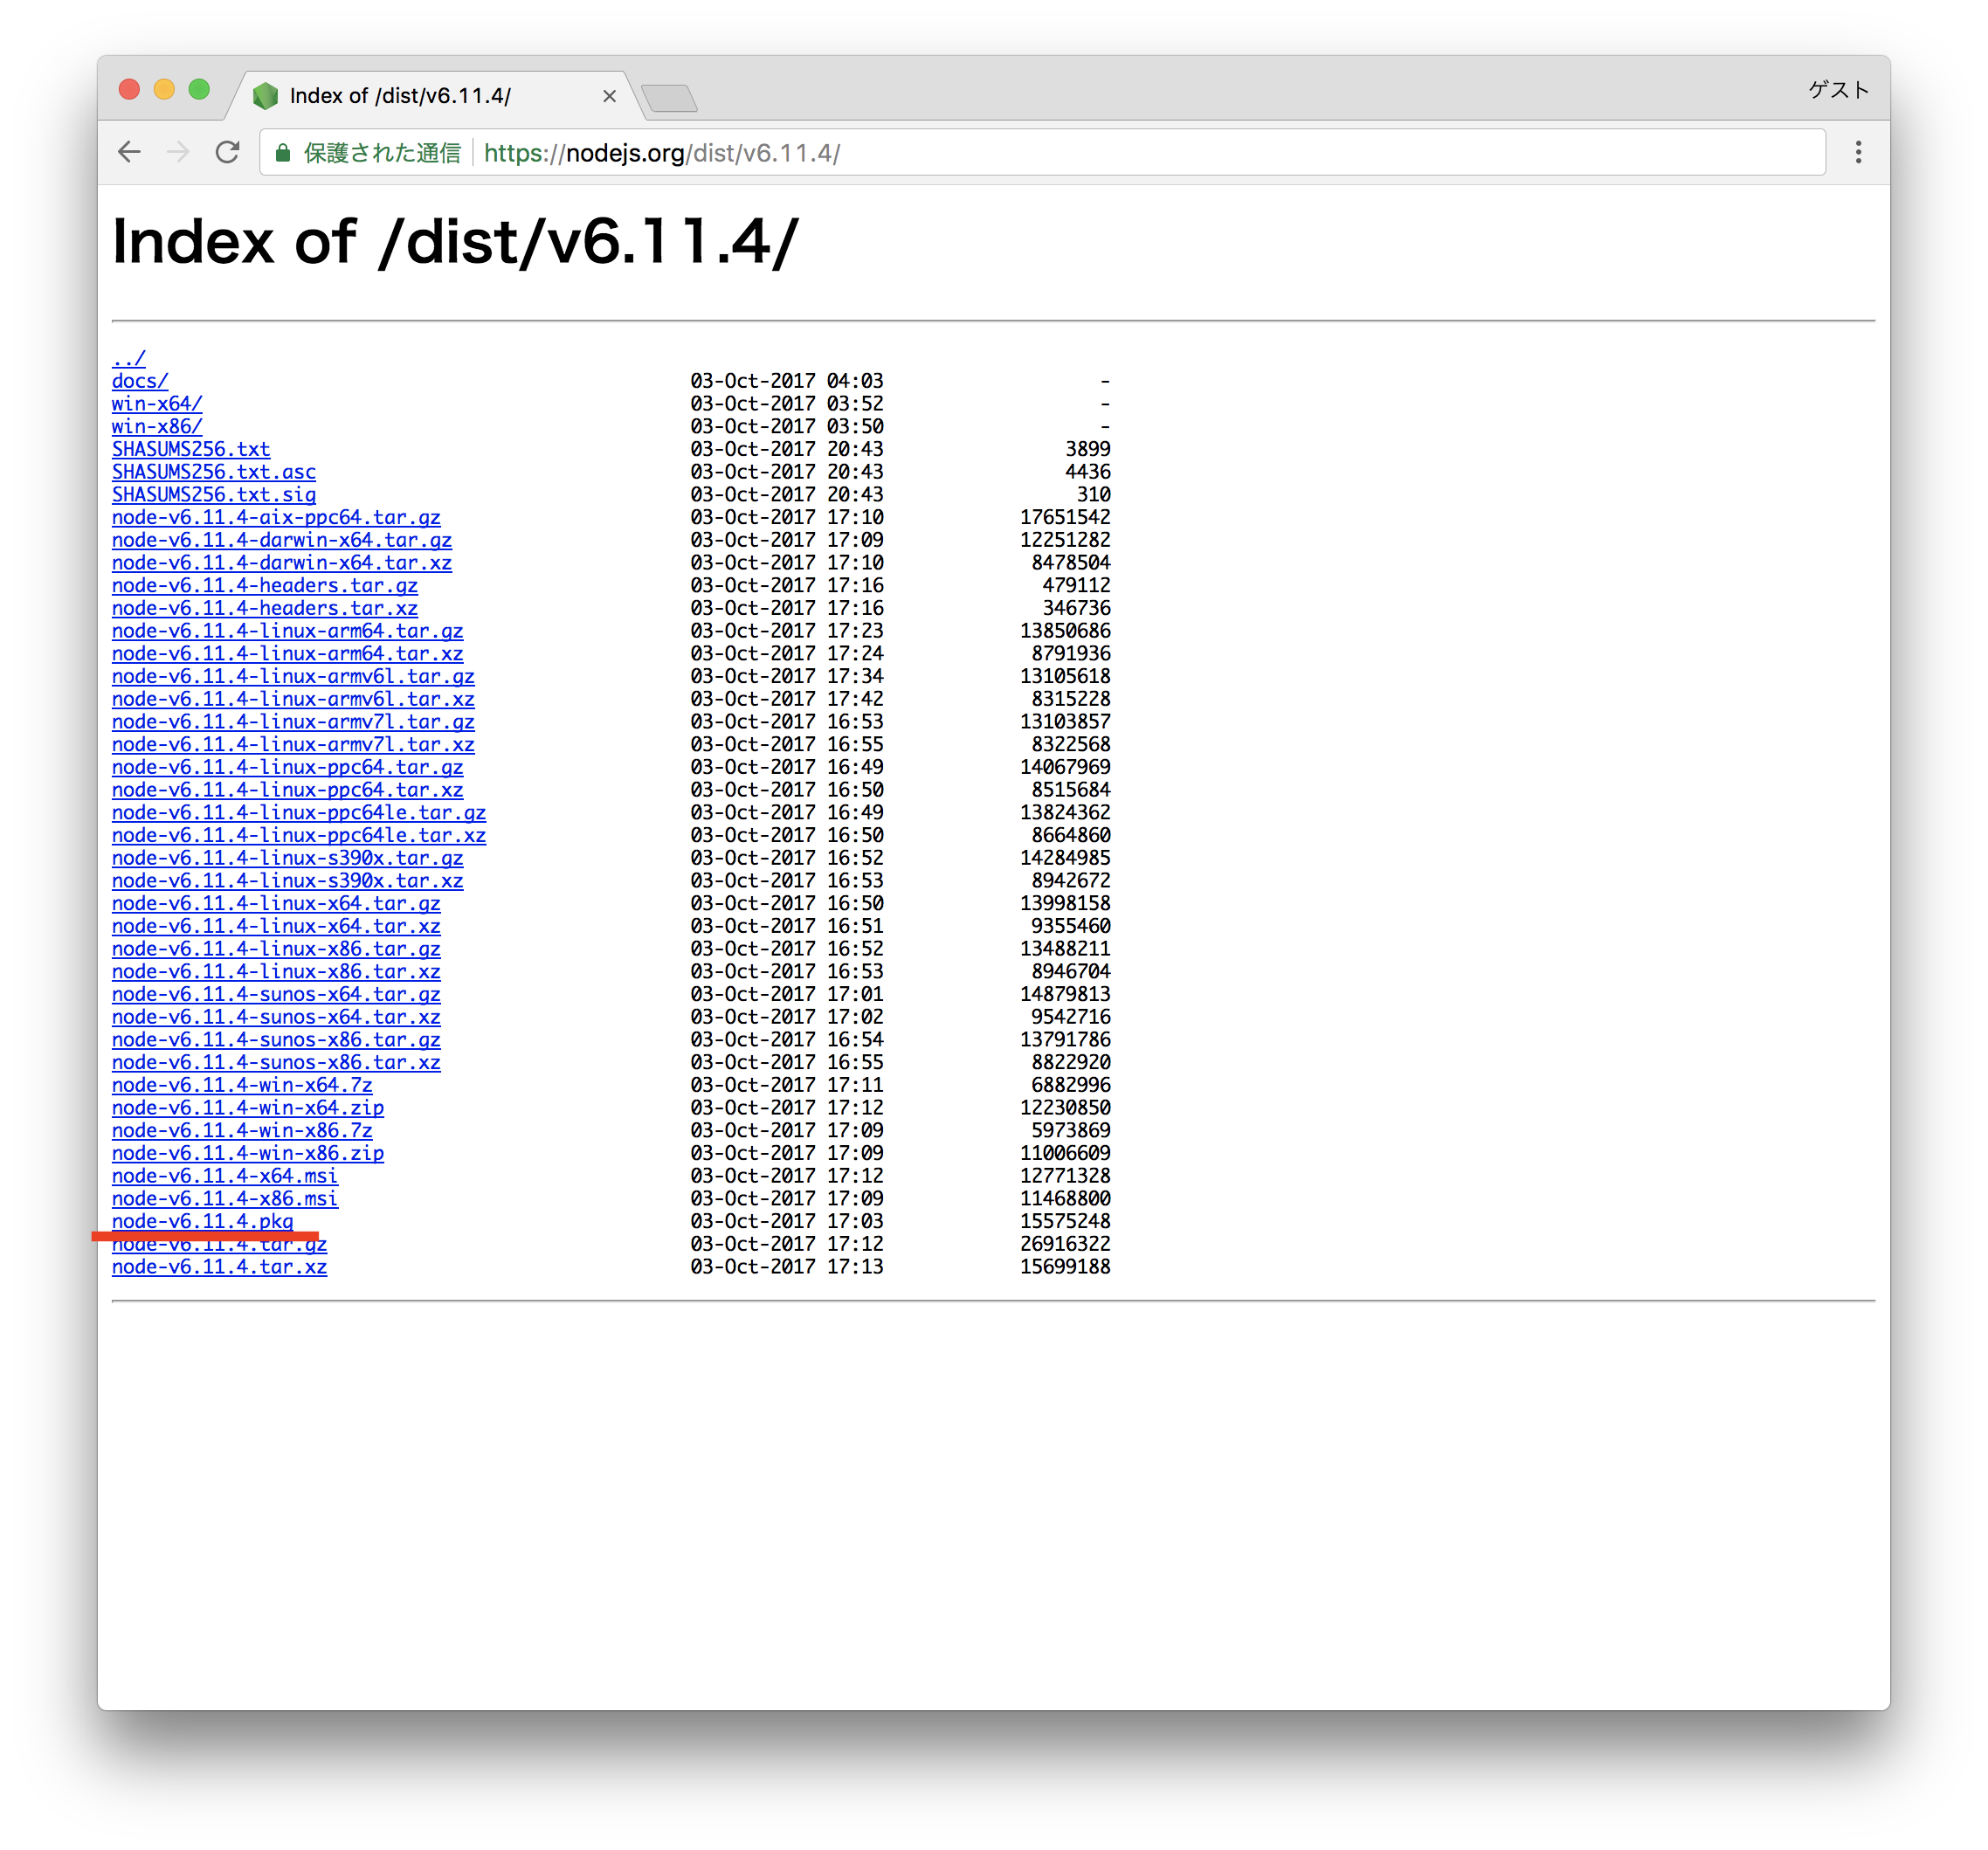 Index of /dist/v6.11.4/
ゲスト
保護された通信 https://nodejs.org/dist/v6.11.4/
Index of /dist/v6.11.4/
../
docs/ 03-Oct-2017 04:03 -
win-x64/ 03-Oct-2017 03:52 -
win-x86/ 03-Oct-2017 03:50 -
SHASUMS256.txt 03-Oct-2017 20:43 3899
SHASUMS256.txt.asc 03-Oct-2017 20:43 4436
SHASUMS256.txt.sig 03-Oct-2017 20:43 310
node-v6.11.4-aix-ppc64.tar.gz 03-Oct-2017 17:10 17651542
node-v6.11.4-darwin-x64.tar.gz 03-Oct-2017 17:09 12251282
node-v6.11.4-darwin-x64.tar.xz 03-Oct-2017 17:10 8478504
node-v6.11.4-headers.tar.gz 03-Oct-2017 17:16 479112
node-v6.11.4-headers.tar.xz 03-Oct-2017 17:16 346736
node-v6.11.4-linux-arm64.tar.gz 03-Oct-2017 17:23 13850686
node-v6.11.4-linux-arm64.tar.xz 03-Oct-2017 17:24 8791936
node-v6.11.4-linux-armv6l.tar.gz 03-Oct-2017 17:34 13105618
node-v6.11.4-linux-armv6l.tar.xz 03-Oct-2017 17:42 8315228
node-v6.11.4-linux-armv7l.tar.gz 03-Oct-2017 16:53 13103857
node-v6.11.4-linux-armv7l.tar.xz 03-Oct-2017 16:55 8322568
node-v6.11.4-linux-ppc64.tar.gz 03-Oct-2017 16:49 14067969
node-v6.11.4-linux-ppc64.tar.xz 03-Oct-2017 16:50 8515684
node-v6.11.4-linux-ppc64le.tar.gz 03-Oct-2017 16:49 13824362
node-v6.11.4-linux-ppc64le.tar.xz 03-Oct-2017 16:50 8664860
node-v6.11.4-linux-s390x.tar.gz 03-Oct-2017 16:52 14284985
node-v6.11.4-linux-s390x.tar.xz 03-Oct-2017 16:53 8942672
node-v6.11.4-linux-x64.tar.gz 03-Oct-2017 16:50 13998158
node-v6.11.4-linux-x64.tar.xz 03-Oct-2017 16:51 9355460
node-v6.11.4-linux-x86.tar.gz 03-Oct-2017 16:52 13488211
node-v6.11.4-linux-x86.tar.xz 03-Oct-2017 16:53 8946704
node-v6.11.4-sunos-x64.tar.gz 03-Oct-2017 17:01 14879813
node-v6.11.4-sunos-x64.tar.xz 03-Oct-2017 17:02 9542716
node-v6.11.4-sunos-x86.tar.gz 03-Oct-2017 16:54 13791786
node-v6.11.4-sunos-x86.tar.xz 03-Oct-2017 16:55 8822920
node-v6.11.4-win-x64.7z 03-Oct-2017 17:11 6882996
node-v6.11.4-win-x64.zip 03-Oct-2017 17:12 12230850
node-v6.11.4-win-x86.7z 03-Oct-2017 17:09 5973869
node-v6.11.4-win-x86.zip 03-Oct-2017 17:09 11006609
node-v6.11.4-x64.msi 03-Oct-2017 17:12 12771328
node-v6.11.4-x86.msi 03-Oct-2017 17:09 11468800
node-v6.11.4.pkg 03-Oct-2017 17:03 15575248
node-v6.11.4.tar.gz 03-Oct-2017 17:12 26916322
node-v6.11.4.tar.xz 03-Oct-2017 17:13 15699188